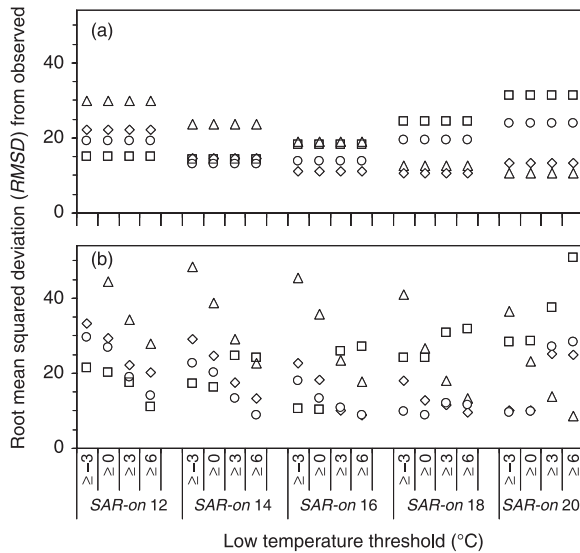 Root mean squared deviation (RMSD) from observed
(a)
40
20
0
(b)
40
20
0
≥ −3 ≥ 0 ≥ 3 ≥ 6 ≥ −3 ≥ 0 ≥ 3 ≥ 6 ≥ −3 ≥ 0 ≥ 3 ≥ 6 ≥ −3 ≥ 0 ≥ 3 ≥ 6 ≥ −3 ≥ 0 ≥ 3 ≥ 6
SAR-on 12 SAR-on 14 SAR-on 16 SAR-on 18 SAR-on 20
Low temperature threshold (°C)